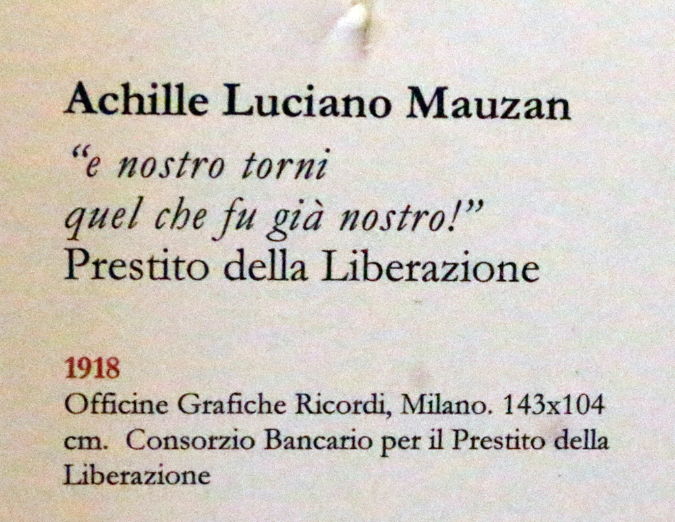 Achille Luciano Mauzan
“e nostro torni
quel che fu già nostro!”
Prestito della Liberazione
1918
Officine Grafiche Ricordi, Milano. 143x104
cm. Consorzio Bancario per il Prestito della
Liberazione